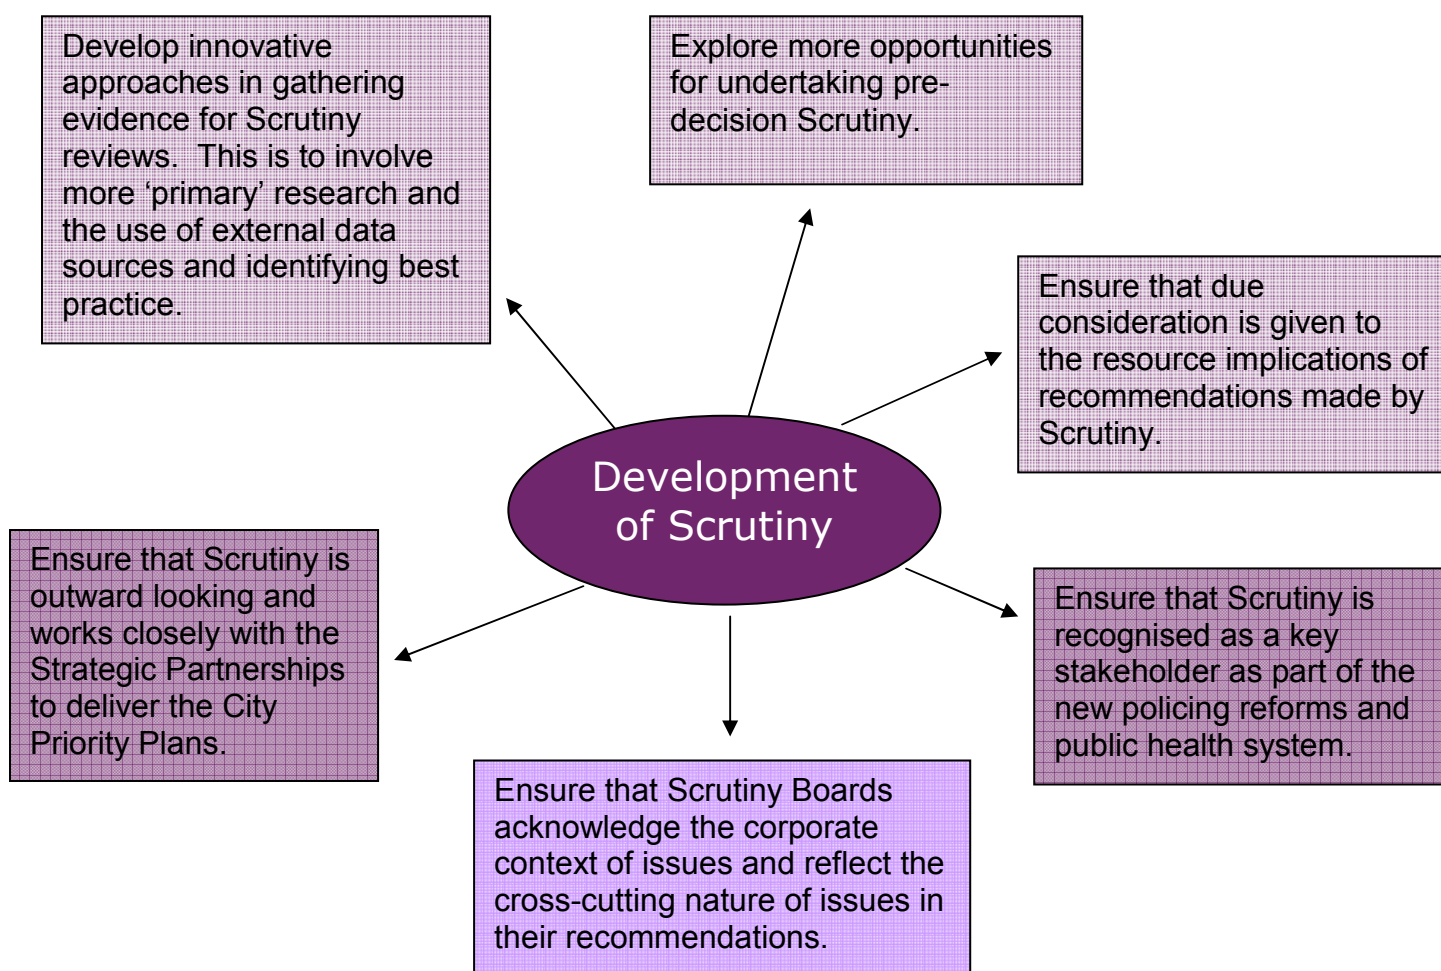 Develop innovative
approaches in gathering
evidence for Scrutiny
reviews.  This is to involve
more ‘primary’ research and
the use of external data
sources and identifying best
practice.
Explore more opportunities
for undertaking pre-
decision Scrutiny.
Ensure that due
consideration is given to
the resource implications of
recommendations made by
Scrutiny.
Development
of Scrutiny
Ensure that Scrutiny is
outward looking and
works closely with the
Strategic Partnerships
to deliver the City
Priority Plans.
Ensure that Scrutiny is
recognised as a key
stakeholder as part of the
new policing reforms and
public health system.
Ensure that Scrutiny Boards
acknowledge the corporate
context of issues and reflect the
cross-cutting nature of issues in
their recommendations.